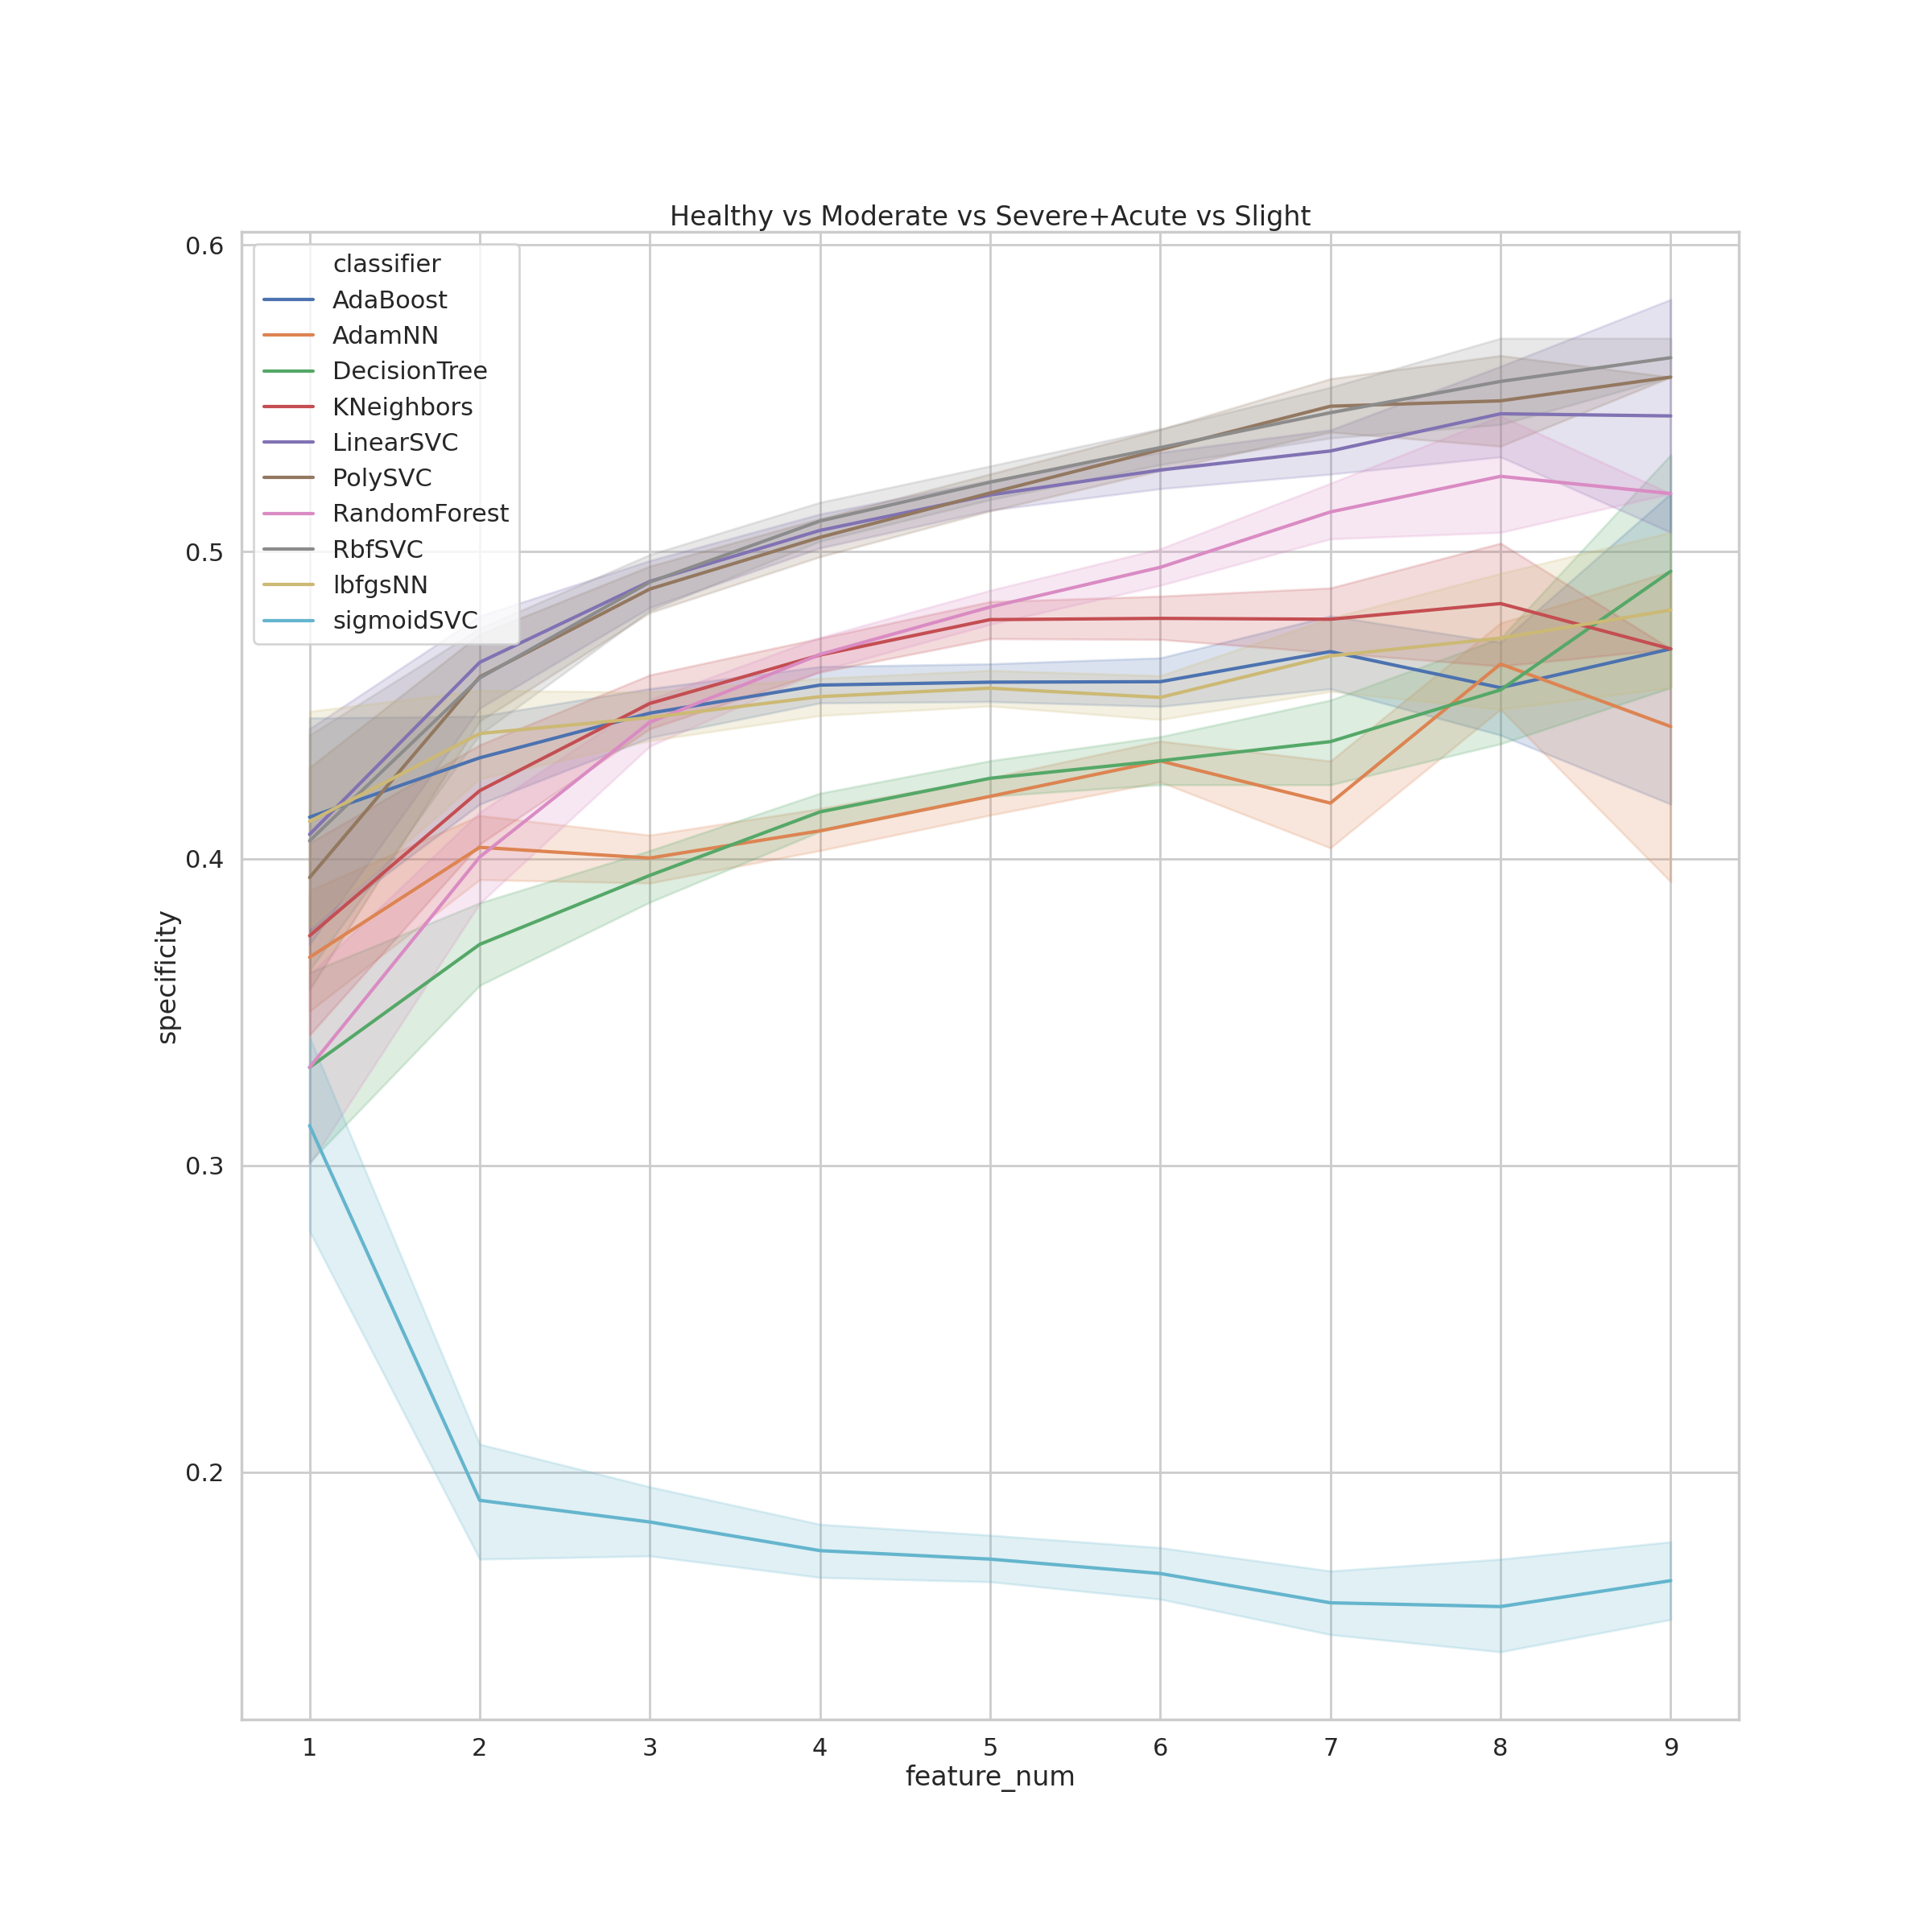 Healthy vs Moderate vs Severe+Acute vs Slight
0.6
0.5
0.4
0.3
0.2
specificity
classifier
AdaBoost
AdamNN
DecisionTree
KNeighbors
LinearSVC
PolySVC
RandomForest
RbfSVC
lbfgsNN
sigmoidSVC
1 2 3 4 5 6 7 8 9
feature_num